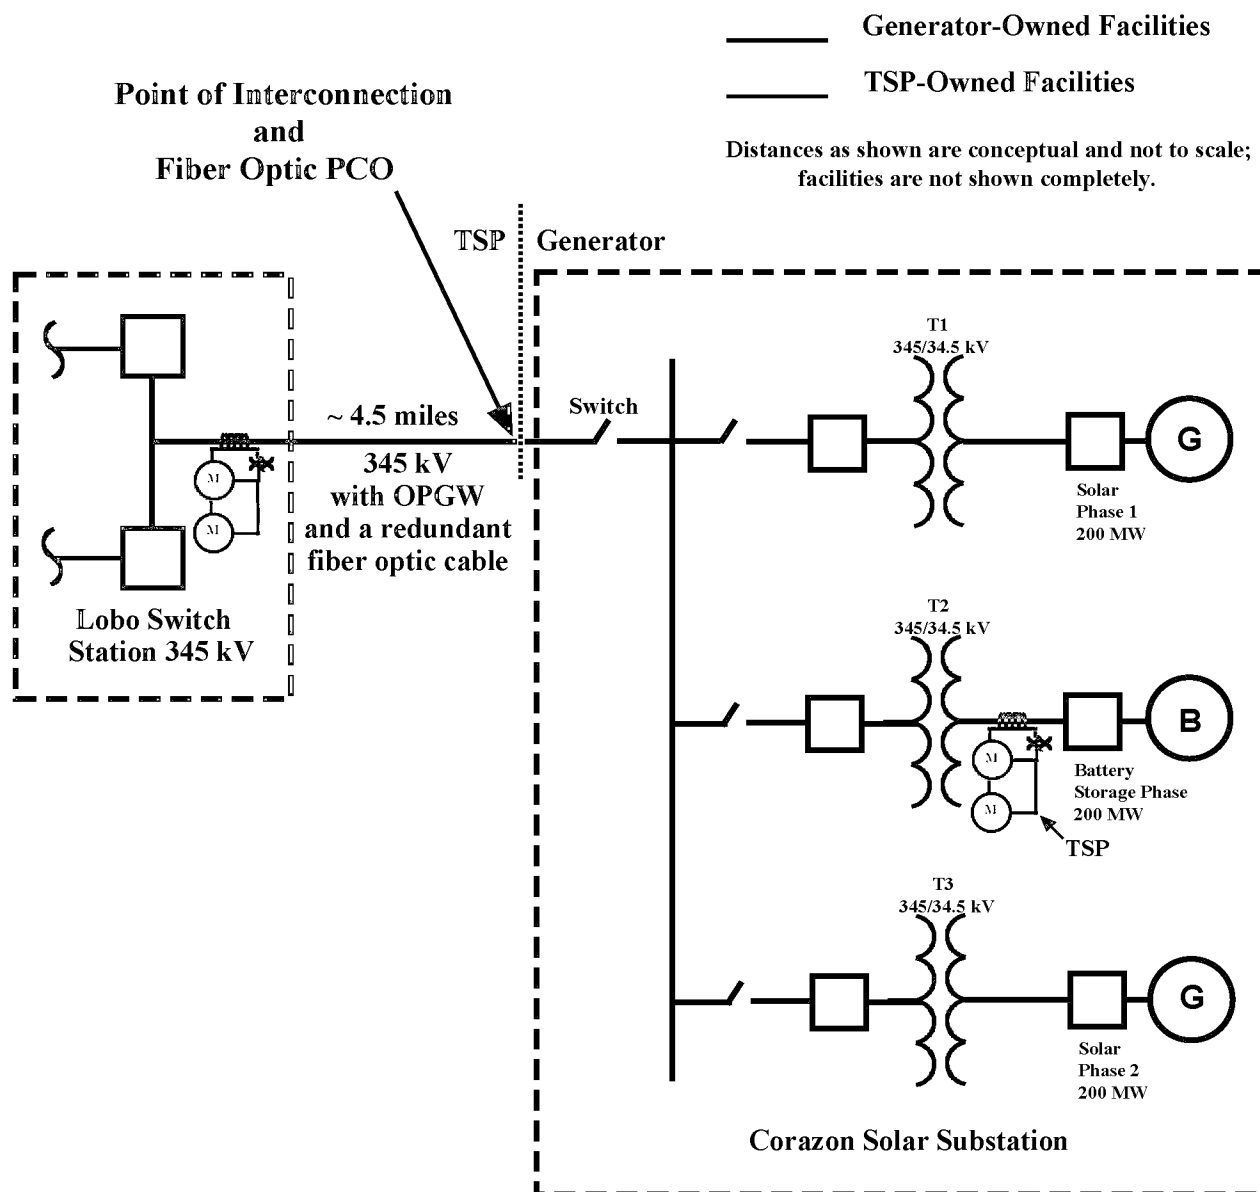 Generator-Owned Facilities
TSP-Owned Facilities
Distances as shown are conceptual and not to scale;
facilities are not shown completely.
Point of Interconnection
and
Fiber Optic PCO
TSP
Generator
~ 4.5 miles
345 kV
with OPGW
and a redundant
fiber optic cable
M
M
Lobo Switch
Station 345 kV
Switch
T1
345/34.5 kV
G
Solar
Phase 1
200 MW
T2
345/34.5 kV
B
M
M
Battery
Storage Phase
200 MW
TSP
T3
345/34.5 kV
G
Solar
Phase 2
200 MW
Corazon Solar Substation